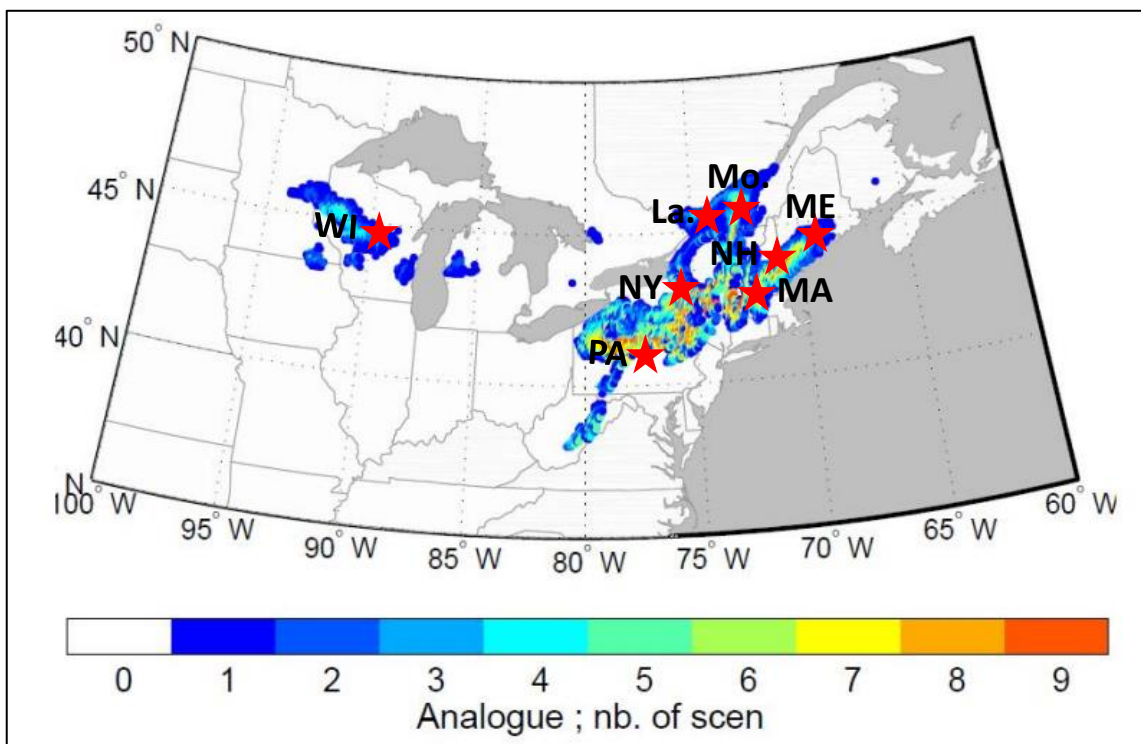 50° N
45° N
40° N
N
100° W
95° W
90° W
85° W
80° W
75° W
70° W
65° W
60° W
WI
La.
Mo.
ME
NH
MA
NY
PA
0 1 2 3 4 5 6 7 8 9
Analogue ; nb. of scen